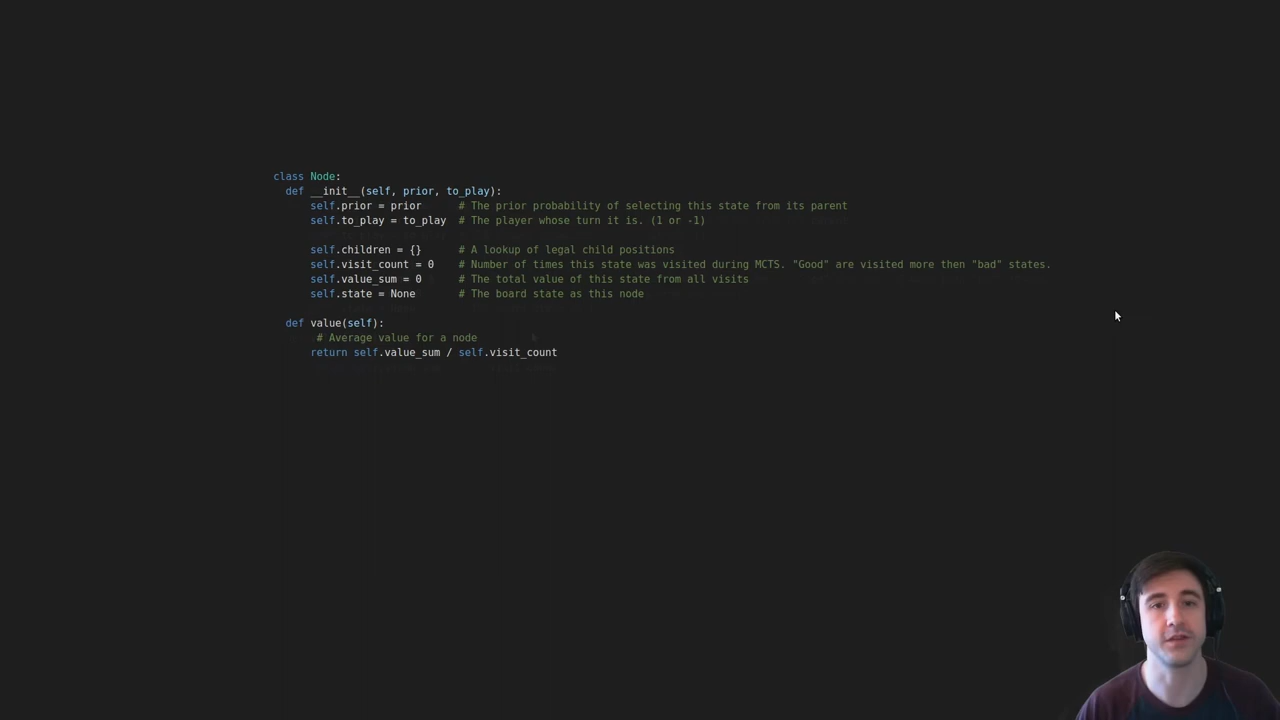 class Node:
def __init__(self, prior, to_play):
self.prior = prior # The prior probability of selecting this state from its parent
self.to_play = to_play # The player whose turn it is. (1 or -1)
self.children = {} # A lookup of legal child positions
self.visit_count = 0 # Number of times this state was visited during MCTS. "Good" are visited more then "bad" states.
self.value_sum = 0 # The total value of this state from all visits
self.state = None # The board state as this node
def value(self):
# Average value for a node
return self.value_sum / self.visit_count